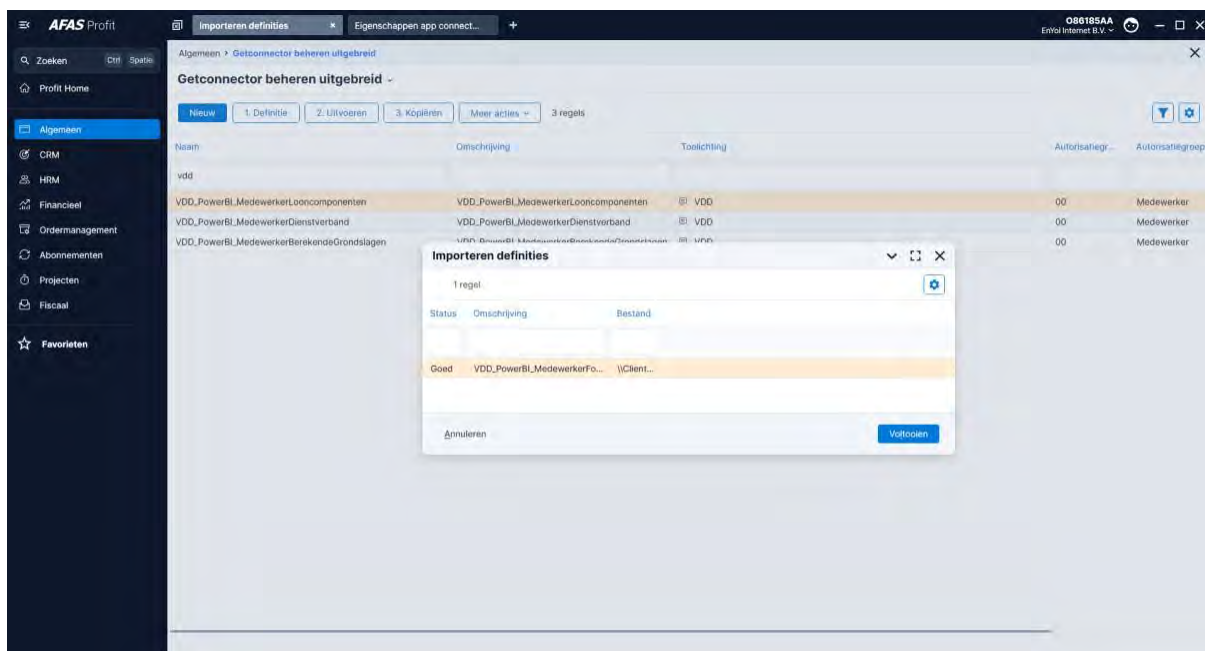 AFAS Profit
Importeren definities ×
Eigenschappen app connect...
+
O86185AA
EnYoi Internet B.V.
Zoeken Ctrl Spatie
Profit Home
Algemeen
CRM
HRM
Financieel
Ordermanagement
Abonnementen
Projecten
Fiscaal
Favorieten
Algemeen > Getconnector beheren uitgebreid
Getconnector beheren uitgebreid
Nieuw 1. Definitie 2. Uitvoeren 3. Kopiëren Meer acties 3 regels
Naam Omschrijving Toelichting Autorisatiegr... Autorisatiegroep
vdd
VDD_PowerBI_MedewerkerLooncomponenten VDD_PowerBI_MedewerkerLooncomponenten VDD 00 Medewerker
VDD_PowerBI_MedewerkerDienstverband VDD_PowerBI_MedewerkerDienstverband VDD 00 Medewerker
VDD_PowerBI_MedewerkerBerekendeGrondslagen VDD_PowerBI_MedewerkerBerekendeGrondslagen VDD 00 Medewerker
Importeren definities
1 regel
Status Omschrijving Bestand
Goed VDD_PowerBI_MedewerkerFo... \\Client...
Annuleren Voltooien